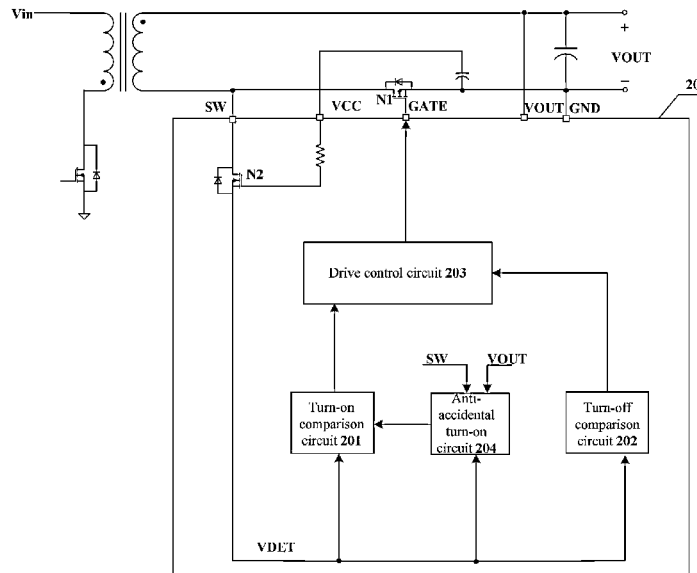 Vin
VOUT
+
−
N1
SW
VCC
GATE
VOUT
GND
20
N2
Drive control circuit 203
SW
VOUT
Turn-on
comparison
circuit 201
Anti-
accidental
turn-on
circuit 204
Turn-off
comparison
circuit 202
VDET